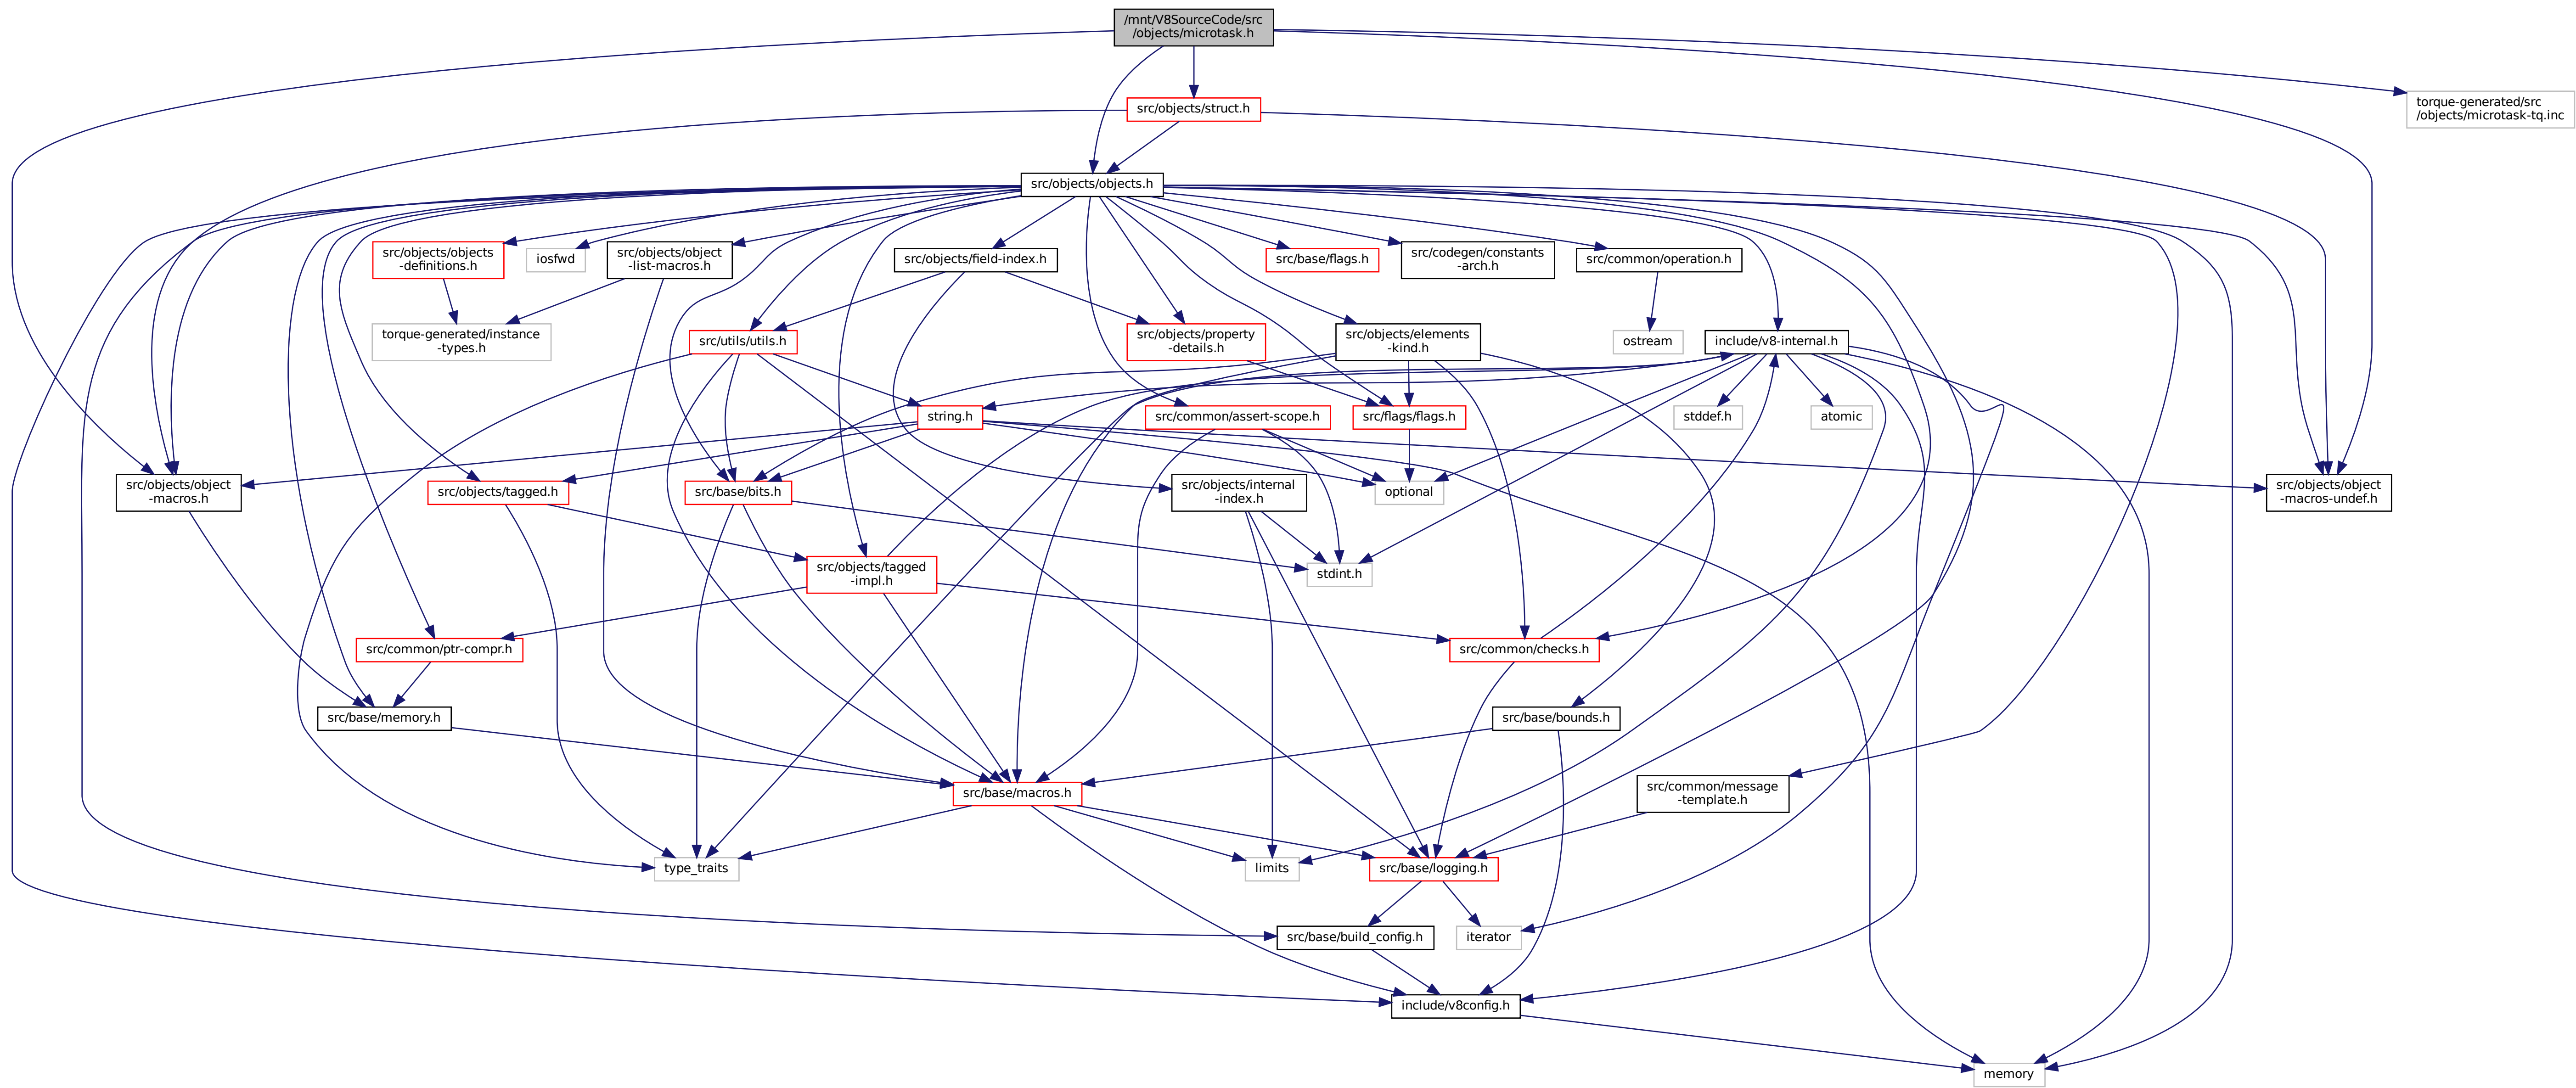 /mnt/V8SourceCode/src
/objects/microtask.h
src/objects/struct.h
torque-generated/src
/objects/microtask-tq.inc
src/objects/objects.h
src/objects/objects
-definitions.h
iosfwd
src/objects/object
-list-macros.h
src/objects/field-index.h
src/base/flags.h
src/codegen/constants
-arch.h
src/common/operation.h
torque-generated/instance
-types.h
src/utils/utils.h
src/objects/property
-details.h
src/objects/elements
-kind.h
ostream
include/v8-internal.h
string.h
src/common/assert-scope.h
src/flags/flags.h
stddef.h
atomic
src/objects/object
-macros.h
src/objects/tagged.h
src/base/bits.h
src/objects/internal
-index.h
optional
src/objects/object
-macros-undef.h
src/objects/tagged
-impl.h
stdint.h
src/common/ptr-compr.h
src/common/checks.h
src/base/memory.h
src/base/bounds.h
src/base/macros.h
src/common/message
-template.h
type_traits
limits
src/base/logging.h
src/base/build_config.h
iterator
include/v8config.h
memory